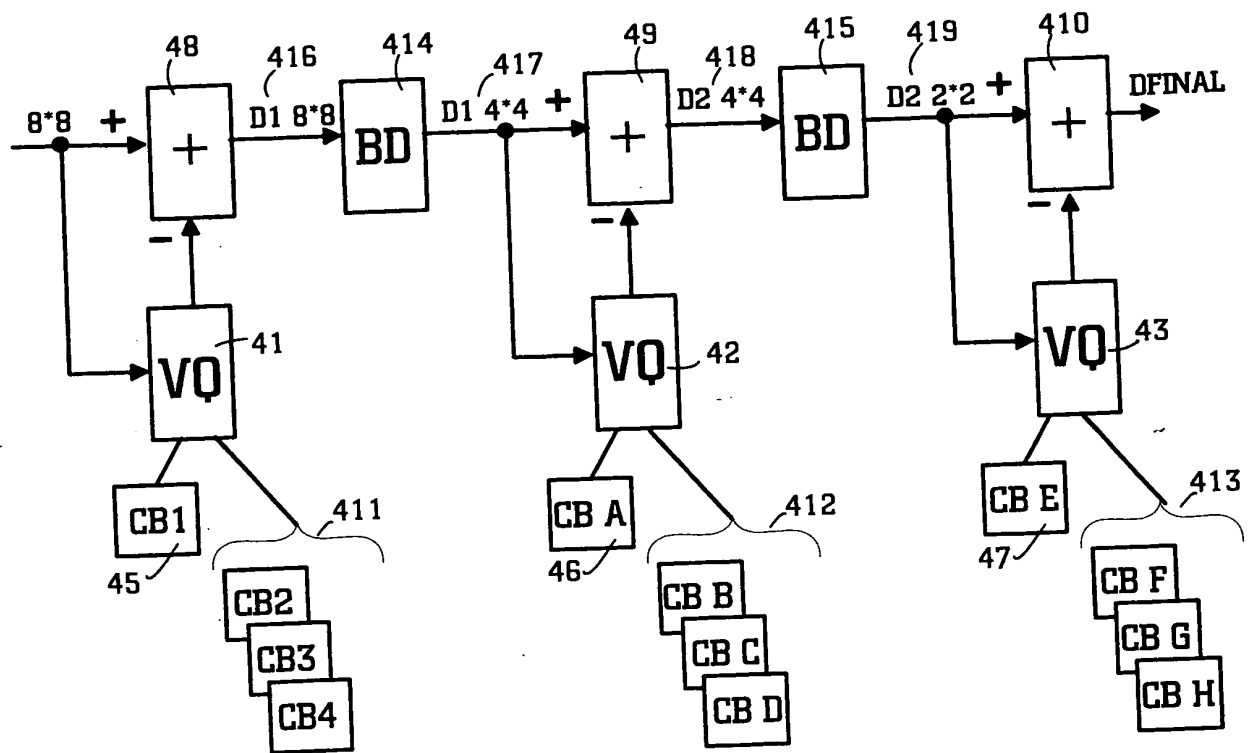 48
416
414
417
49
418
415
419
410
8*8
+
D1 8*8
D1 4*4
+
D2 4*4
D2 2*2
+
DFINAL
+
BD
+
BD
+
−
−
−
VQ
41
VQ
42
VQ
43
CB1
45
411
CB2
CB3
CB4
CB A
46
412
CB B
CB C
CB D
CB E
47
413
CB F
CB G
CB H